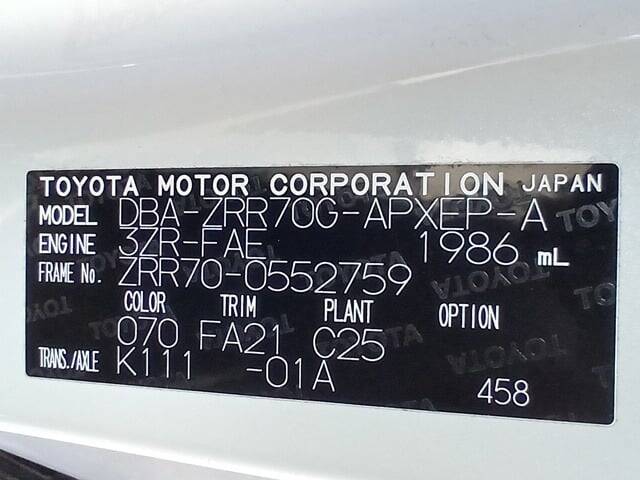 TOYOTA MOTOR CORPORATION JAPAN
MODEL DBA-ZRR70G-APXEP-A
ENGINE 3ZR-FAE 1986 mL
FRAME No. ZRR70-0552759
COLOR TRIM PLANT OPTION
070 FA21 C25
TRANS./AXLE K111 -01A
458